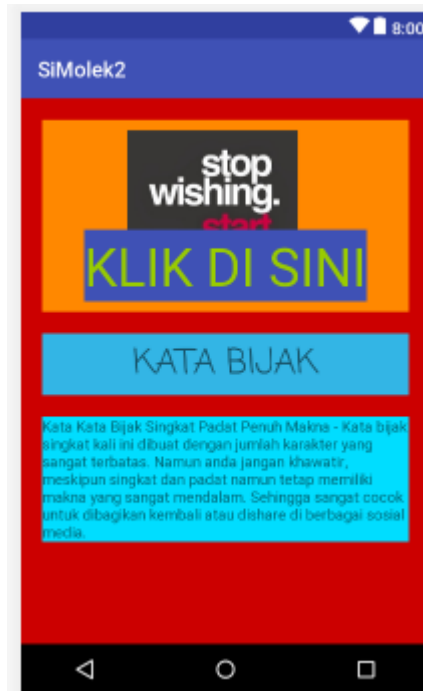 8:00
SiMolek2
stop
wishing.
start
KLIK DI SINI
KATA BIJAK
Kata Kata Bijak Singkat Padat Penuh Makna - Kata bijak
singkat kali ini dibuat dengan jumlah karakter yang
sangat terbatas. Namun anda jangan khawatir,
meskipun singkat dan padat namun tetap memiliki
makna yang sangat mendalam. Sehingga sangat cocok
untuk dibagikan kembali atau dishare di berbagai sosial
media.